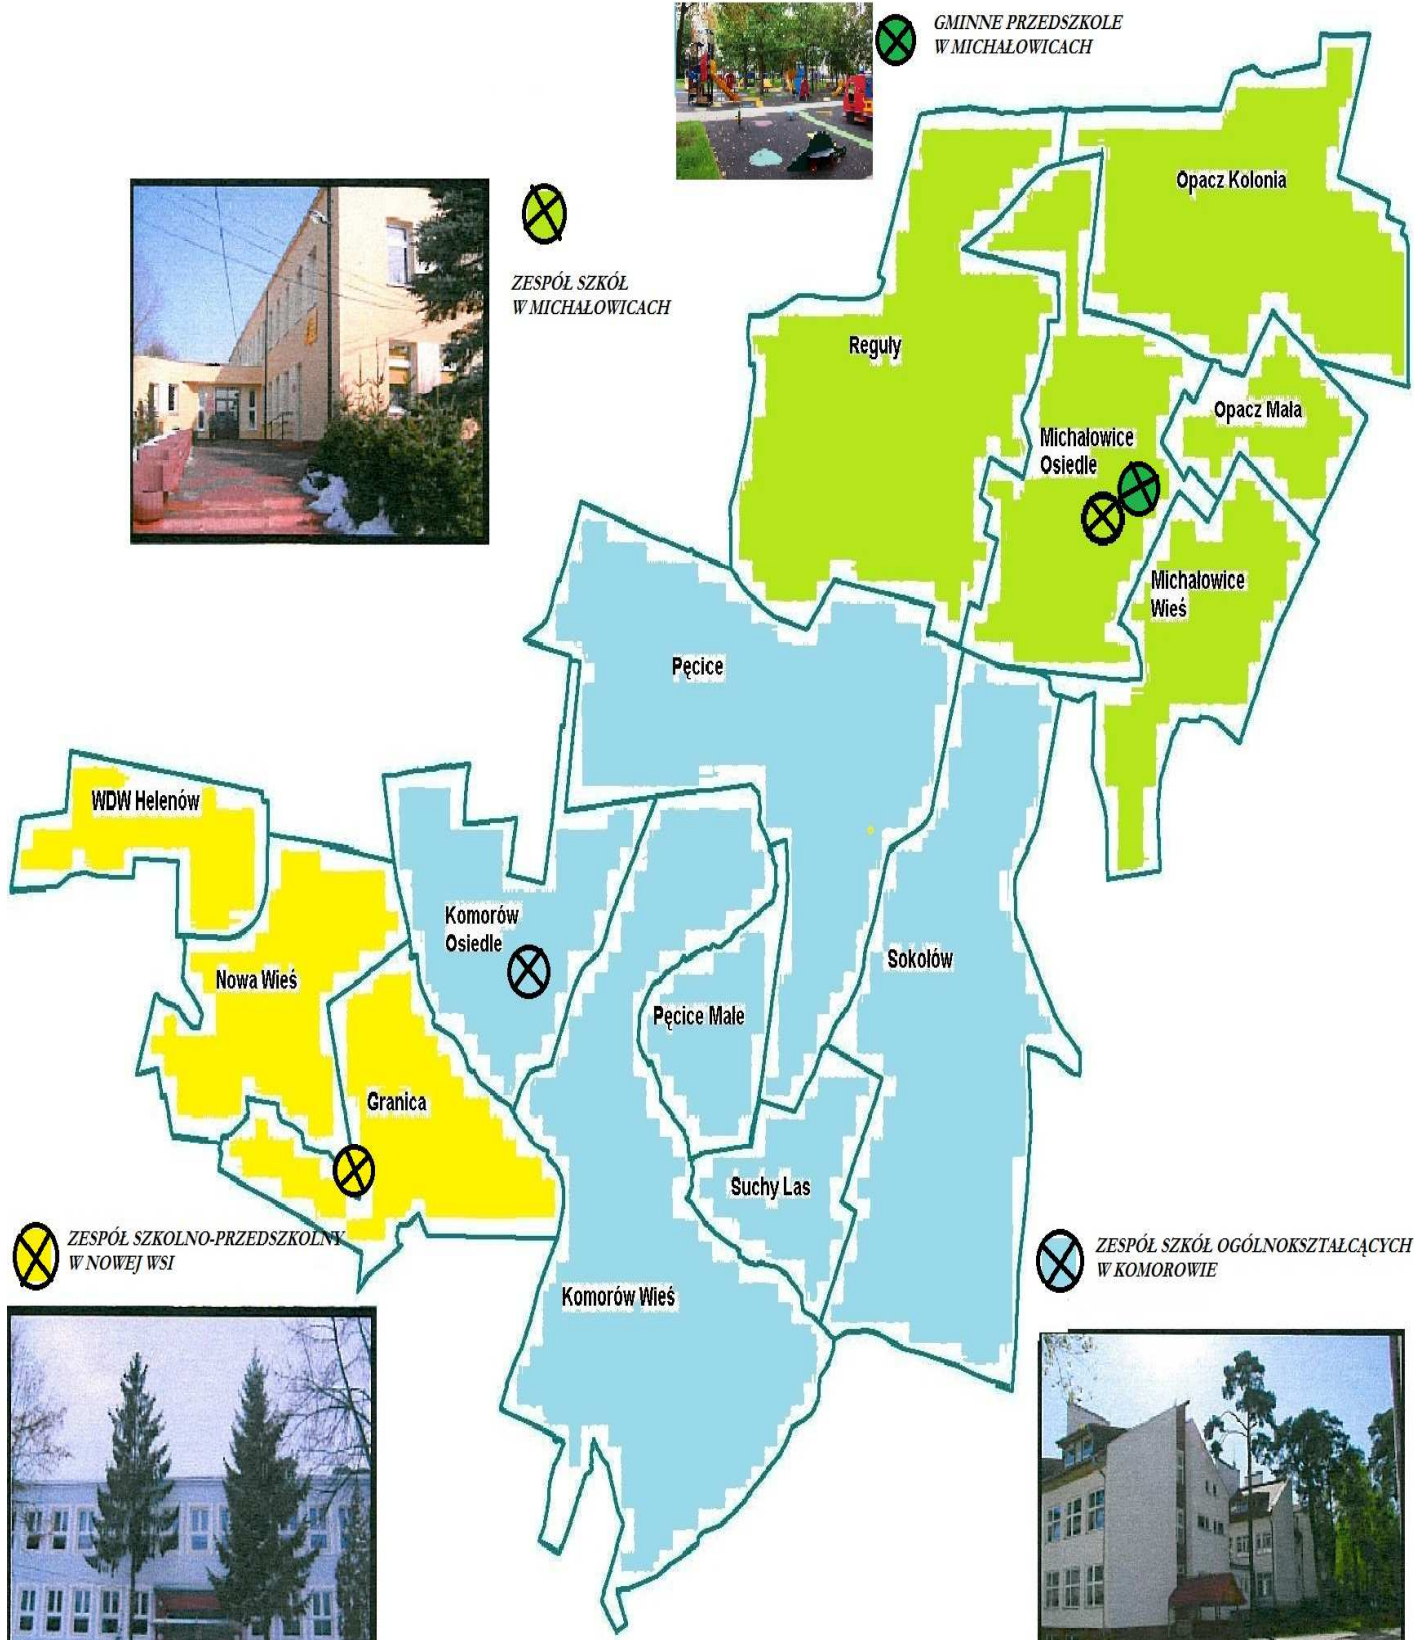 GMINNE PRZEDSZKOLE
W MICHAŁOWICACH
Opacz Kolonia
ZESPÓŁ SZKÓŁ
W MICHAŁOWICACH
Reguły
Opacz Mała
Michałowice
Osiedle
Michałowice
Wieś
Pęcice
WDW Helenów
Komorów
Osiedle
Sokołów
Nowa Wieś
Pęcice Małe
Granica
Suchy Las
ZESPÓŁ SZKOLNO-PRZEDSZKOLNY
W NOWEJ WSI
ZESPÓŁ SZKÓŁ OGÓLNOKSZTAŁCĄCYCH
W KOMOROWIE
Komorów Wieś